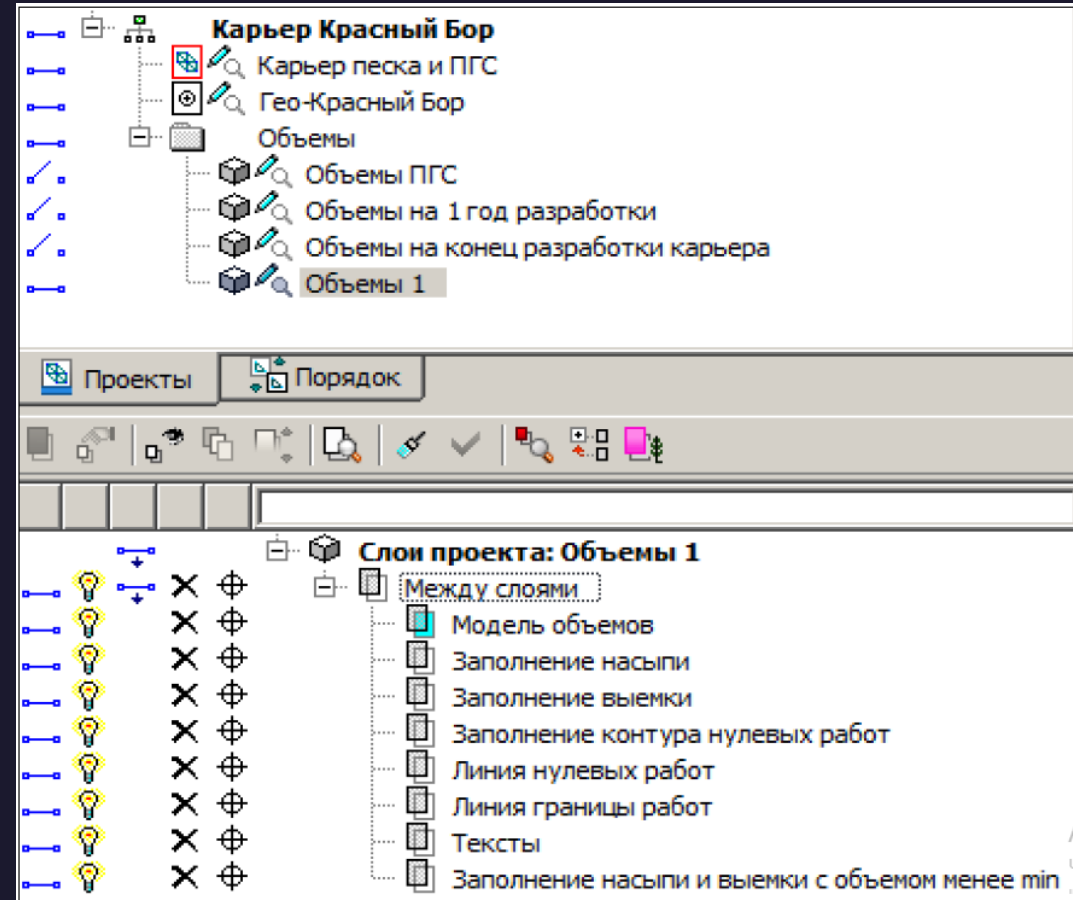 Карьер Красный Бор
Карьер песка и ПГС
Гео-Красный Бор
Объемы
Объемы ПГС
Объемы на 1 год разработки
Объемы на конец разработки карьера
Объемы 1
Проекты
Порядок
Слои проекта: Объемы 1
Между слоями
Модель объемов
Заполнение насыпи
Заполнение выемки
Заполнение контура нулевых работ
Линия нулевых работ
Линия границы работ
Тексты
Заполнение насыпи и выемки с объемом менее min